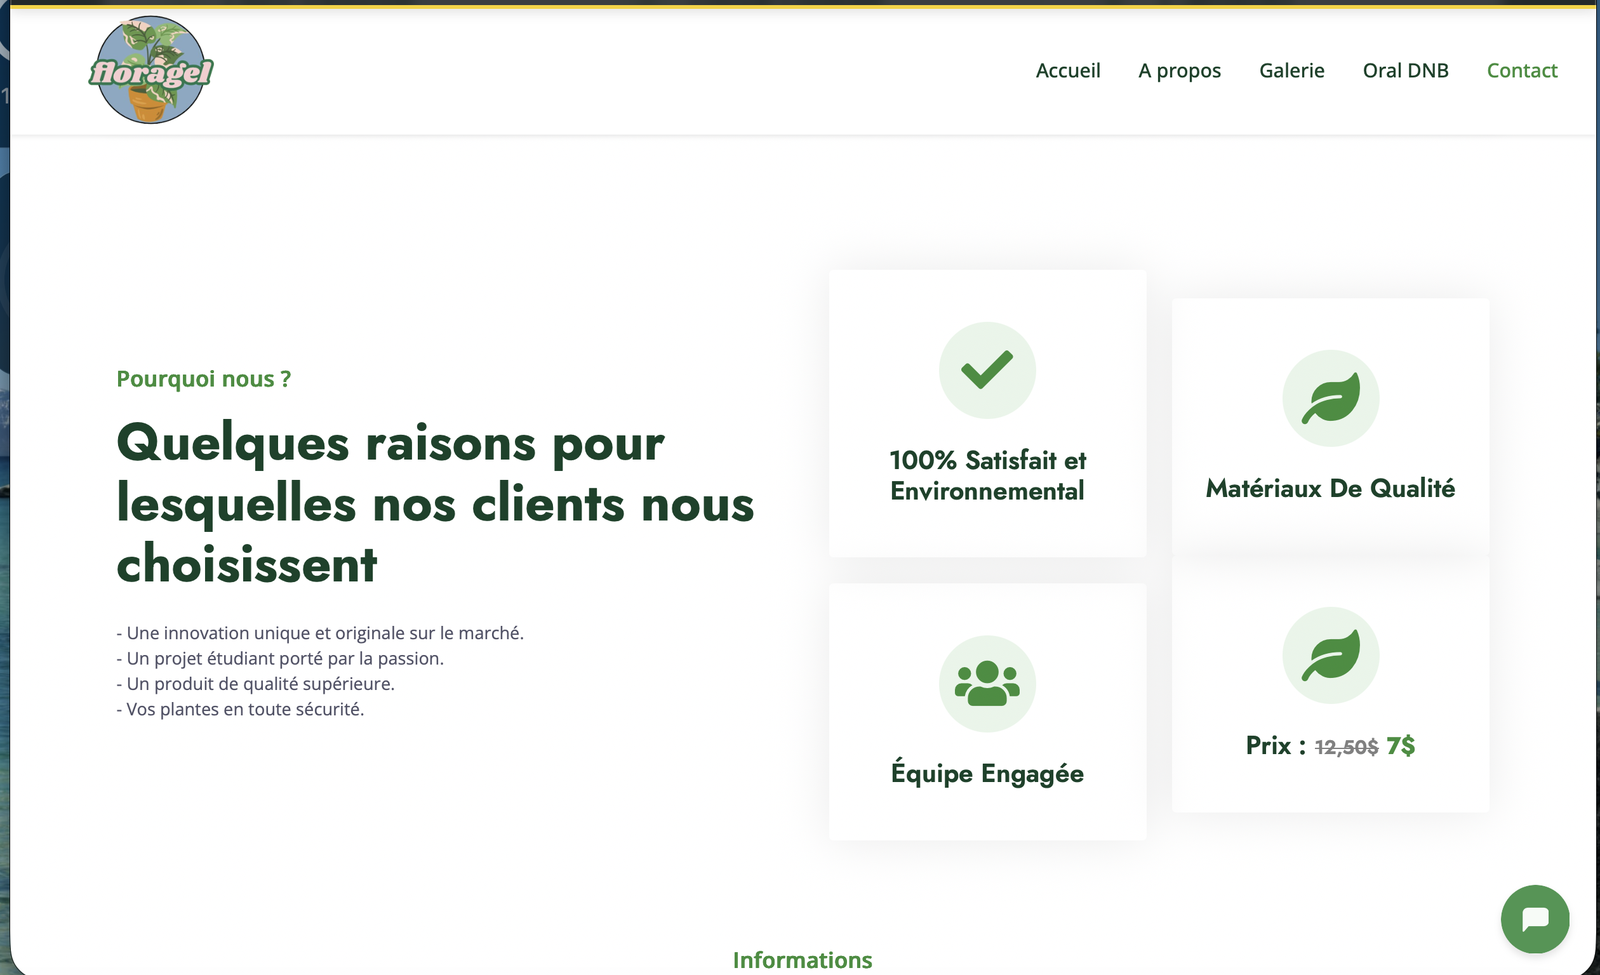 floragel
Accueil
A propos
Galerie
Oral DNB
Contact
Pourquoi nous ?
Quelques raisons pour
lesquelles nos clients nous
choisissent
- Une innovation unique et originale sur le marché.
- Un projet étudiant porté par la passion.
- Un produit de qualité supérieure.
- Vos plantes en toute sécurité.
100% Satisfait et
Environnemental
Matériaux De Qualité
Équipe Engagée
Prix : 12,50$ 7$
Informations